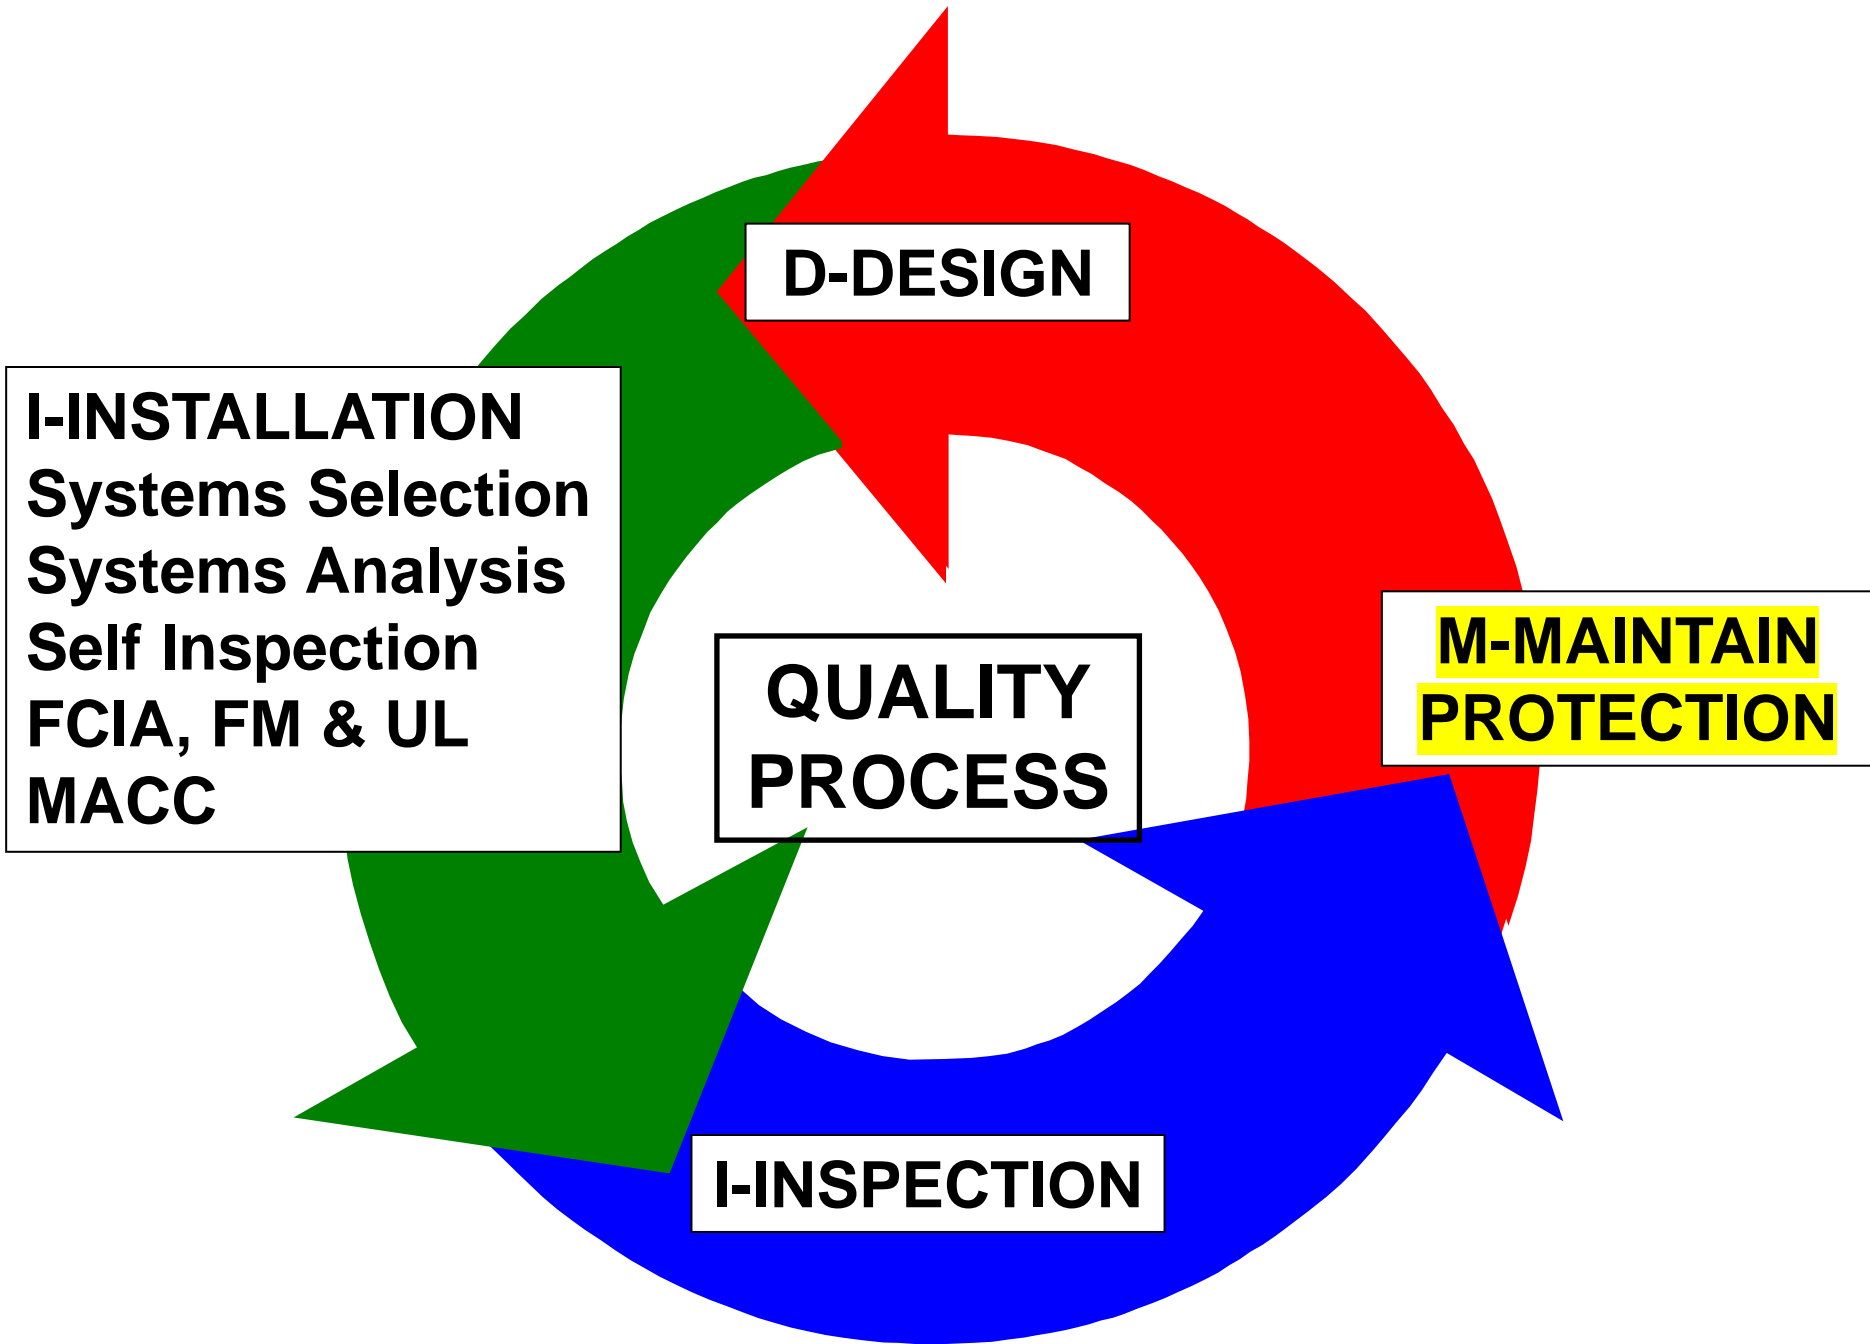 D-DESIGN
I-INSTALLATION
Systems Selection
Systems Analysis
Self Inspection
FCIA, FM & UL
MACC
QUALITY
PROCESS
M-MAINTAIN
PROTECTION
I-INSPECTION